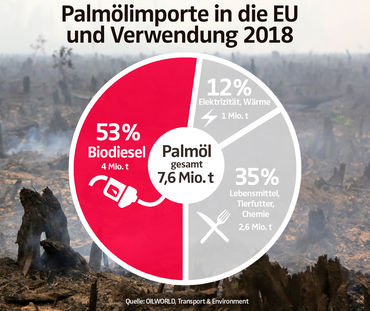 Palmölimporte in die EU
und Verwendung 2018
12%
Elektrizität, Wärme
1 Mio. t
53%
Biodiesel
4 Mio. t
Palmöl
gesamt
7,6 Mio. t
35%
Lebensmittel,
Tierfutter,
Chemie
2,6 Mio. t
Quelle: OILWORLD, Transport & Environment